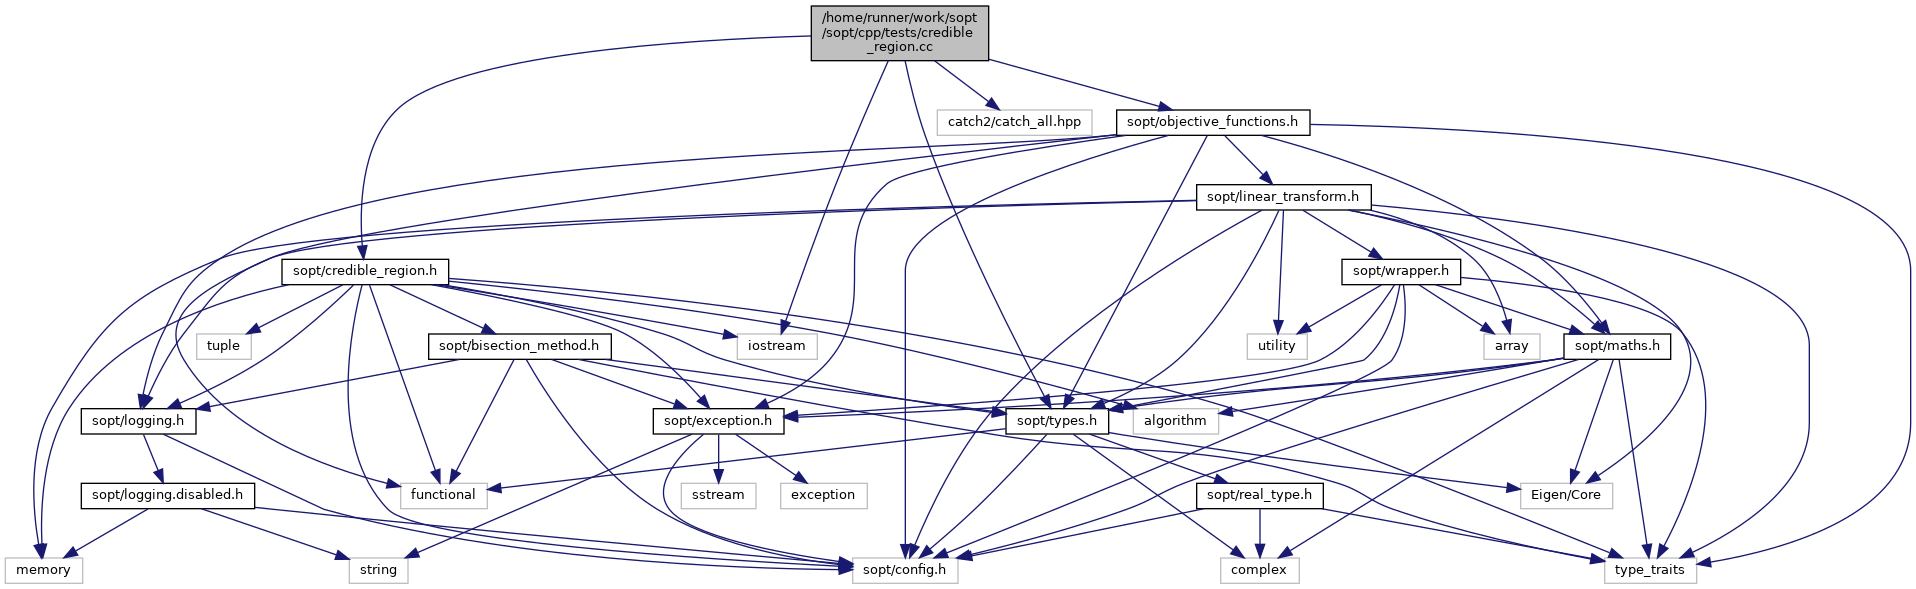 /home/runner/work/sopt
/sopt/cpp/tests/credible
_region.cc
catch2/catch_all.hpp
sopt/objective_functions.h
sopt/linear_transform.h
sopt/credible_region.h
sopt/wrapper.h
tuple
sopt/bisection_method.h
iostream
utility
array
sopt/maths.h
sopt/logging.h
sopt/exception.h
sopt/types.h
algorithm
sopt/logging.disabled.h
functional
sstream
exception
sopt/real_type.h
Eigen/Core
memory
string
sopt/config.h
complex
type_traits